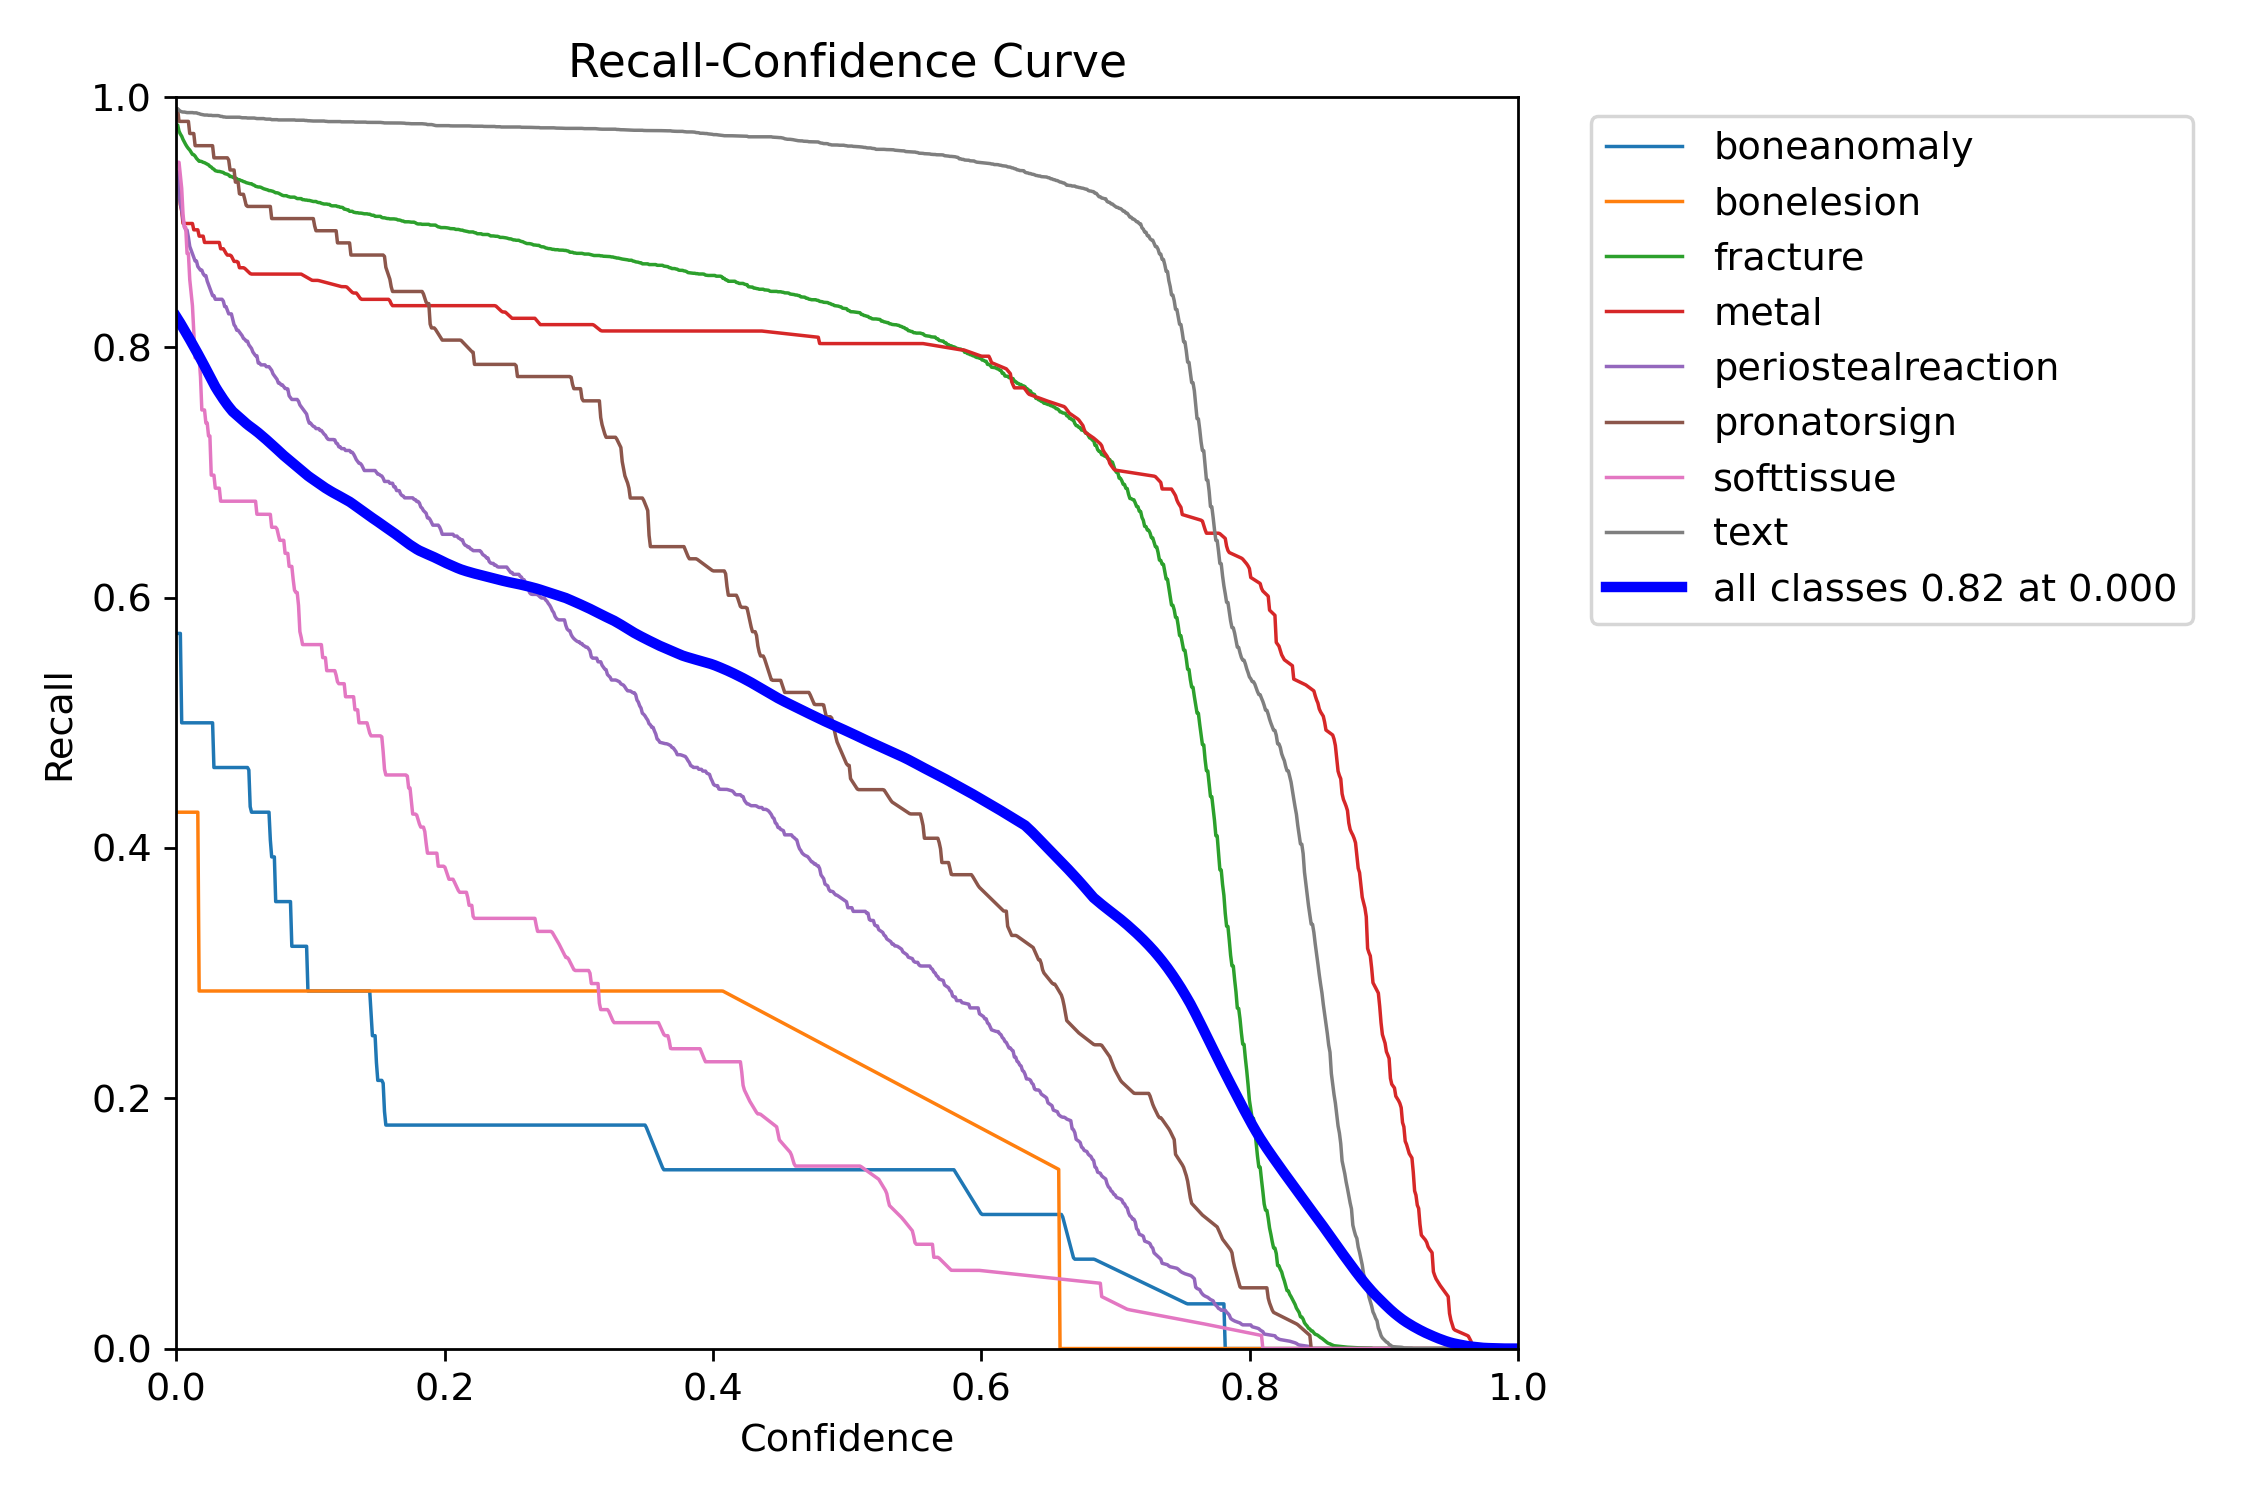 Recall-Confidence Curve
1.0
0.8
0.6
0.4
0.2
0.0
Recall
0.0 0.2 0.4 0.6 0.8 1.0
Confidence
boneanomaly
bonelesion
fracture
metal
periostealreaction
pronatorsign
softtissue
text
all classes 0.82 at 0.000